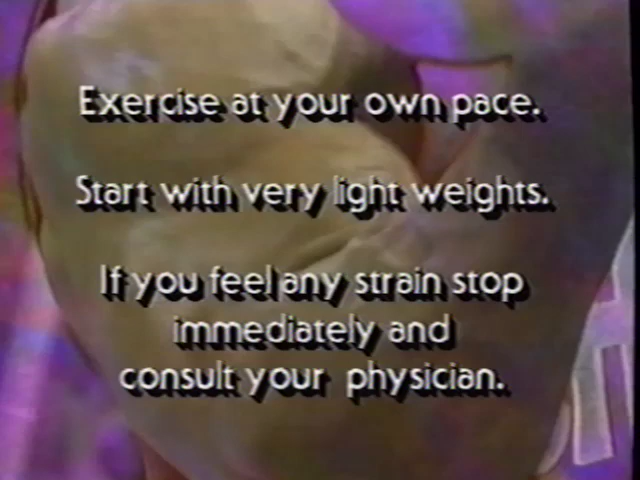 Exercise at your own pace.
Start with very light weights.
If you feel any strain stop
immediately and
consult your physician.